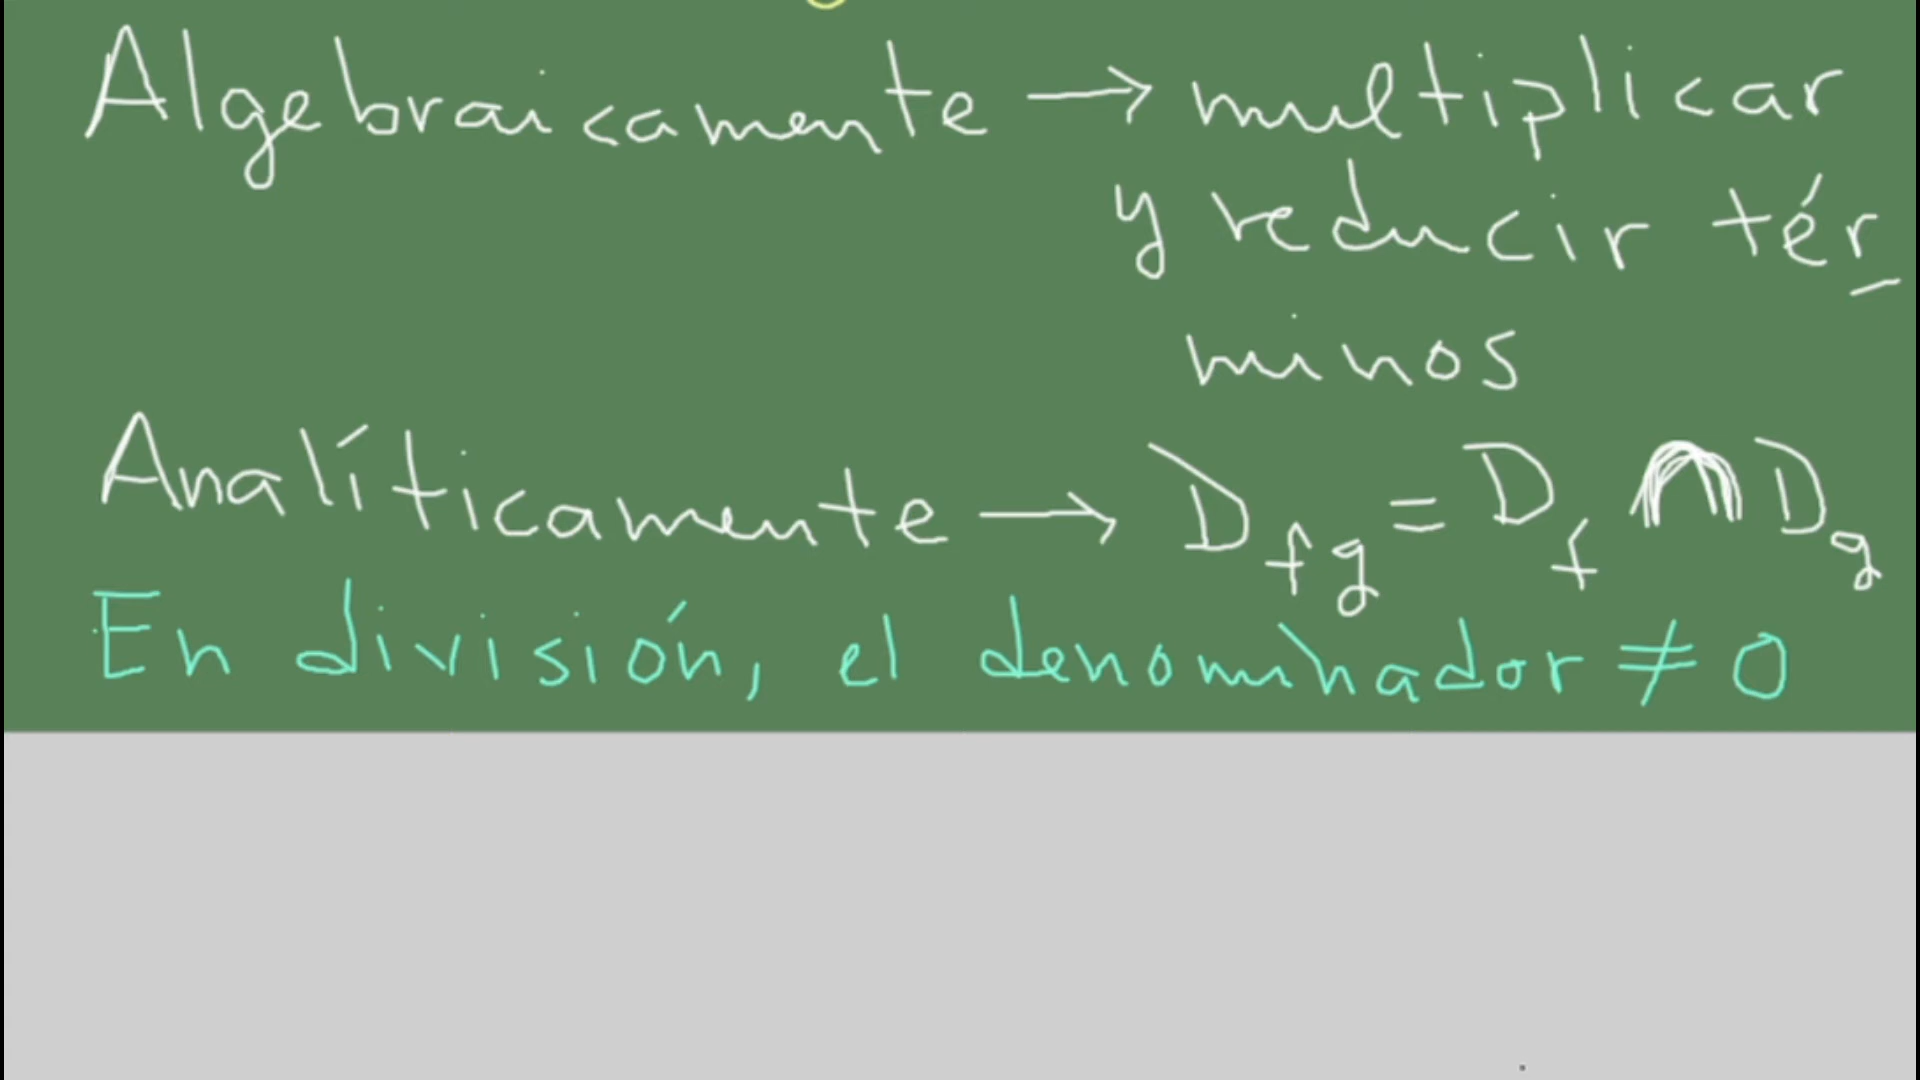 Algebraicamente → multiplicar
y reducir tér
minos
Analíticamente → D_fg = D_f ∩ D_g
En división, el denominador ≠ 0